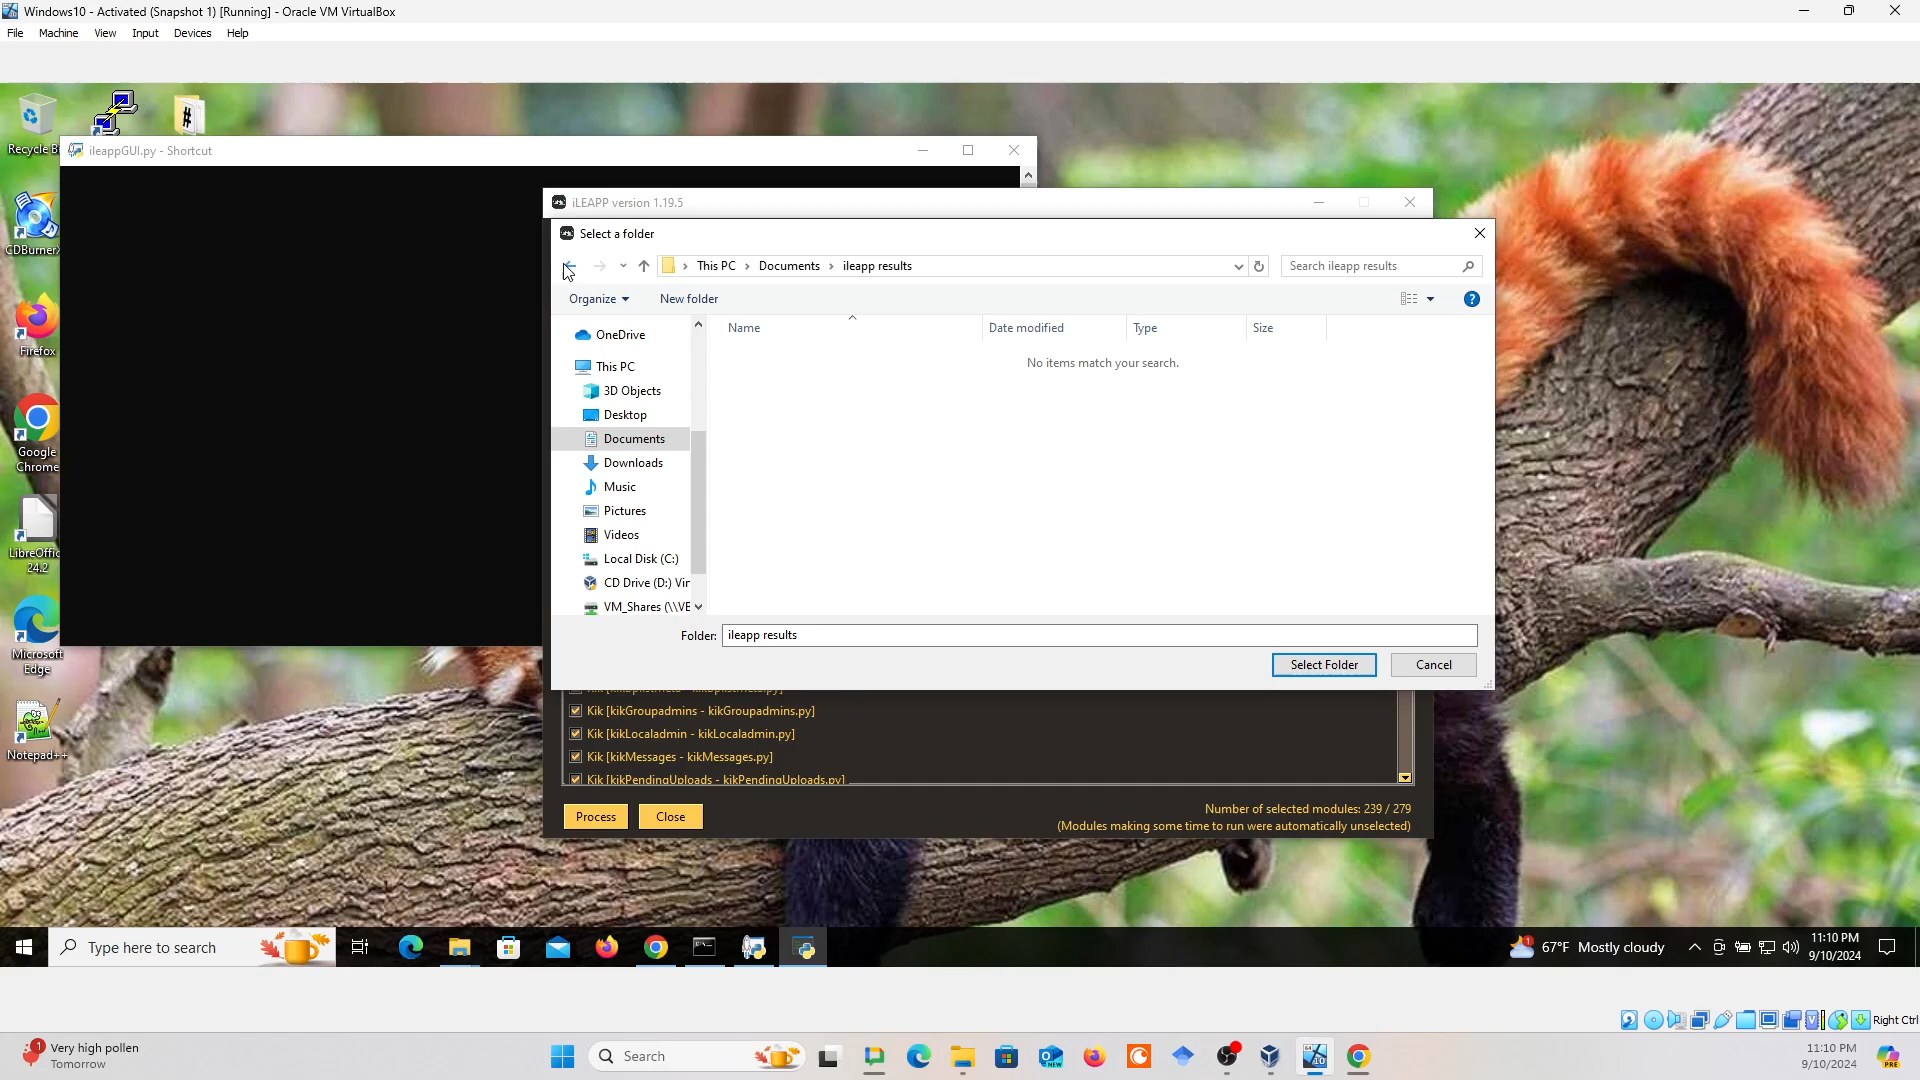 Windows10 - Activated (Snapshot 1) [Running] - Oracle VM VirtualBox
File Machine View Input Devices Help
Recycle B
ileappGUI.py - Shortcut
iLEAPP version 1.19.5
Select a folder
This PC > Documents > ileapp results
Search ileapp results
Organize
New folder
Name Date modified Type Size
No items match your search.
OneDrive
This PC
3D Objects
Desktop
Documents
Downloads
Music
Pictures
Videos
Local Disk (C:)
CD Drive (D:) Vir
VM_Shares (\\VE
Folder: ileapp results
Select Folder Cancel
CDBurner
Firefox
Google
Chrome
LibreOffic
24.2
Microsoft
Edge
Notepad++
Kik [kikGroupadmins - kikGroupadmins.py]
Kik [kikLocaladmin - kikLocaladmin.py]
Kik [kikMessages - kikMessages.py]
Kik [kikPendingUploads - kikPendingUploads.py]
Process Close
Number of selected modules: 239 / 279
(Modules making some time to run were automatically unselected)
Type here to search
67°F Mostly cloudy
11:10 PM
9/10/2024
Right Ctrl
Very high pollen
Tomorrow
Search
11:10 PM
9/10/2024